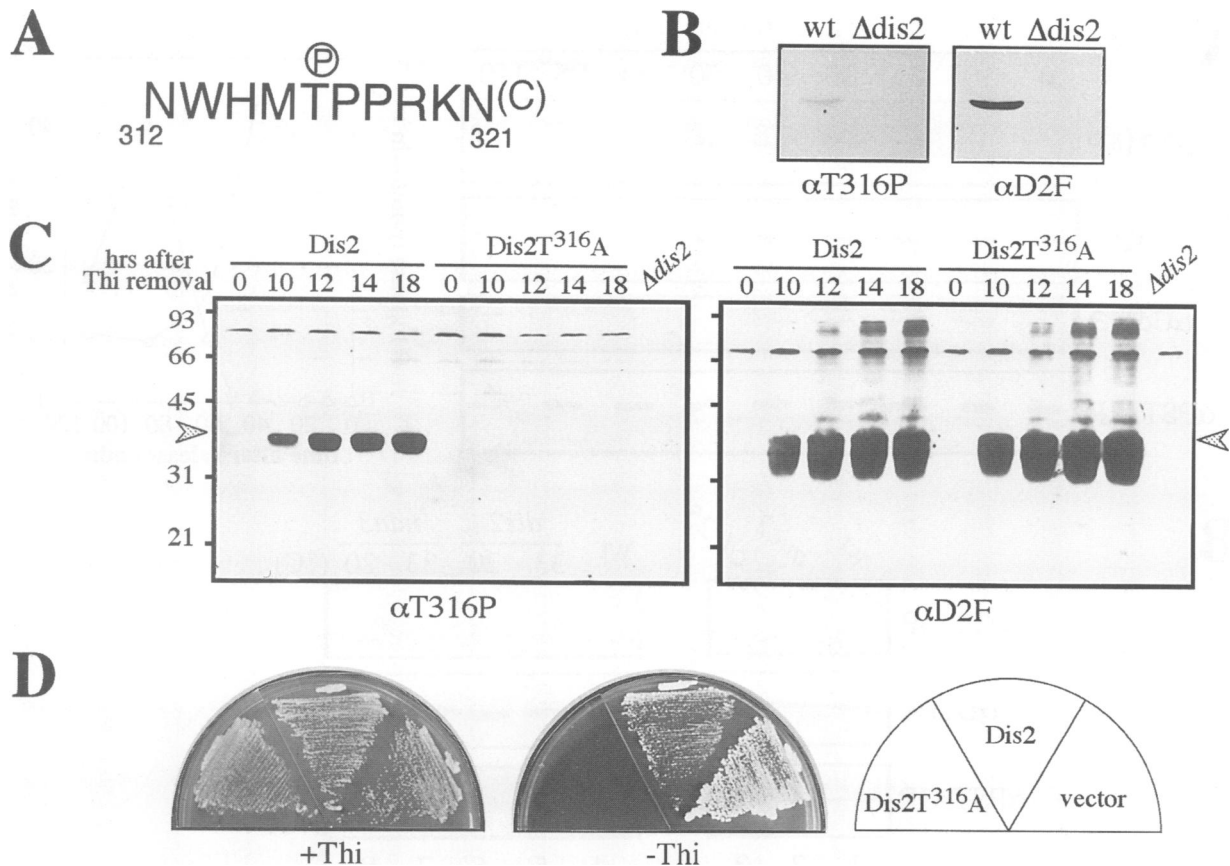 A
P
NWHMTPPRKN(C)
312 321
B
wt Δdis2 wt Δdis2
αT316P αD2F
C
hrs after
Thi removal
Dis2 Dis2T316A Δdis2
0 10 12 14 18 0 10 12 14 18
93
66
45
31
21
αT316P
Dis2 Dis2T316A Δdis2
0 10 12 14 18 0 10 12 14 18
αD2F
D
+Thi
-Thi
Dis2T316A Dis2 vector